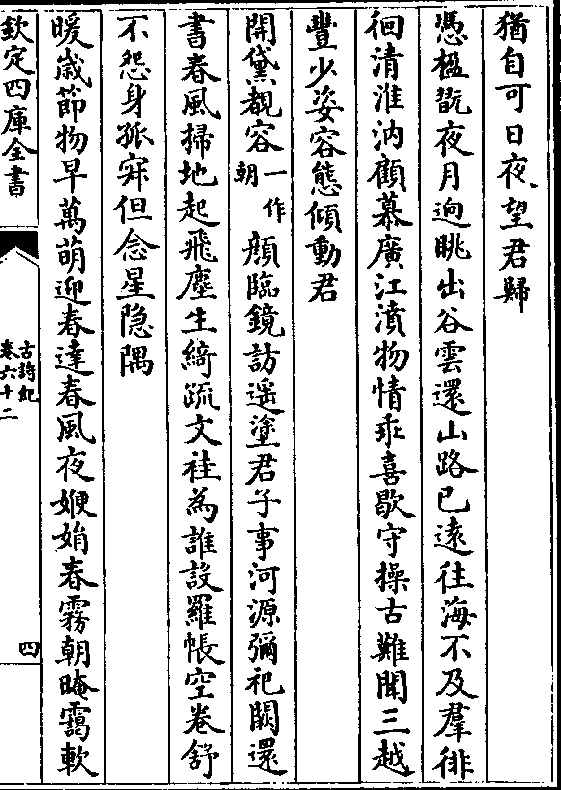 猶自可日夜望君歸
憑楹翫夜月迥眺出谷雲還山路已遠往海不及羣徘
徊清淮汭顧慕廣江濆物情乖喜歇守操古難聞三越
豐少姿容態傾動君
開黛覩容一作朝顔臨鏡訪遥塗君子事河源彌祀闕還
書春風掃地起飛塵生綺疏文袿為誰設羅帳空卷舒
不怨身孤寂但念星隐隅
暖歲節物早萬萌迎春達春風夜㛹娟春霧朝晻靄軟
欽定四庫全書
古詩紀
卷六十二
四